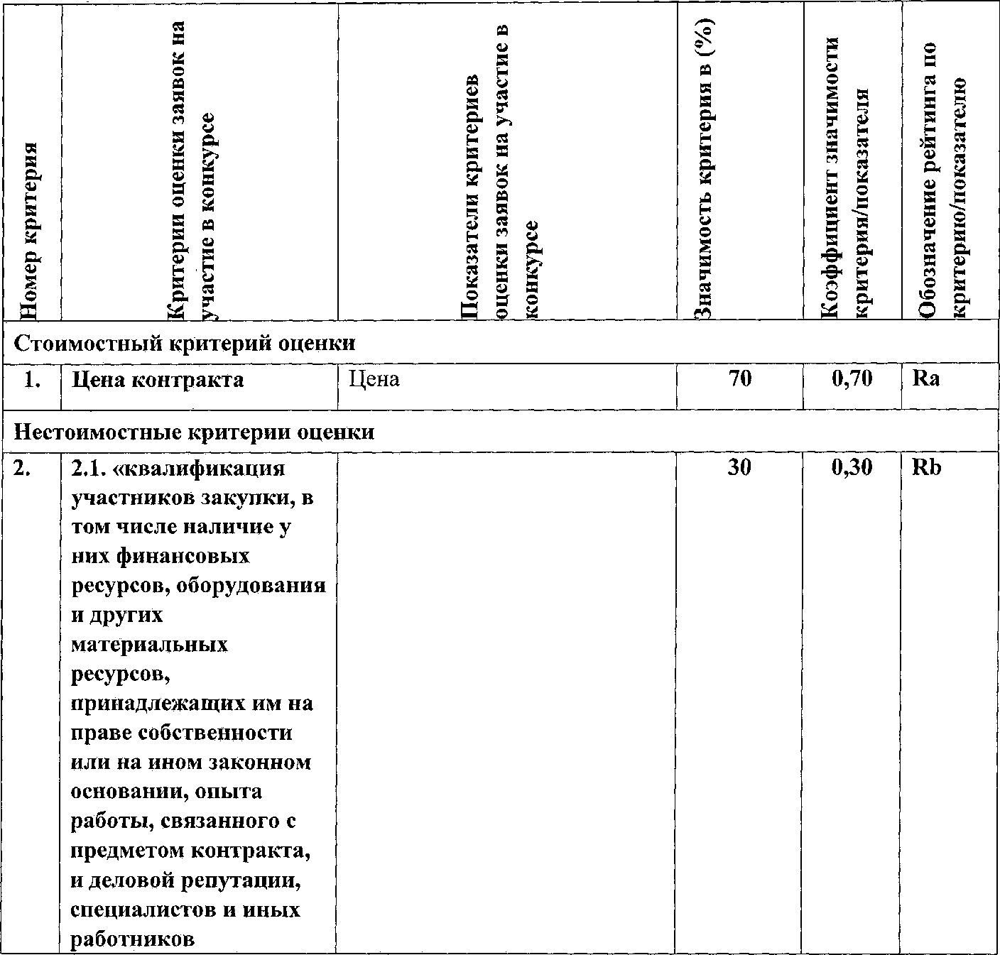 Номер критерия
Критерии оценки заявок на
участие в конкурсе
Показатели критериев
оценки заявок на участие в
конкурсе
Значимость критерия в (%)
Коэффициент значимости
критерия/показателя
Обозначение рейтинга по
критерию/показателю
Стоимостный критерий оценки
1. Цена контракта Цена 70 0,70 Ra
Нестоимостные критерии оценки
2. 2.1. «квалификация 30 0,30 Rb
участников закупки, в
том числе наличие у
них финансовых
ресурсов, оборудования
и других
материальных
ресурсов,
принадлежащих им на
праве собственности
или на ином законном
основании, опыта
работы, связанного с
предметом контракта,
и деловой репутации,
специалистов и иных
работников